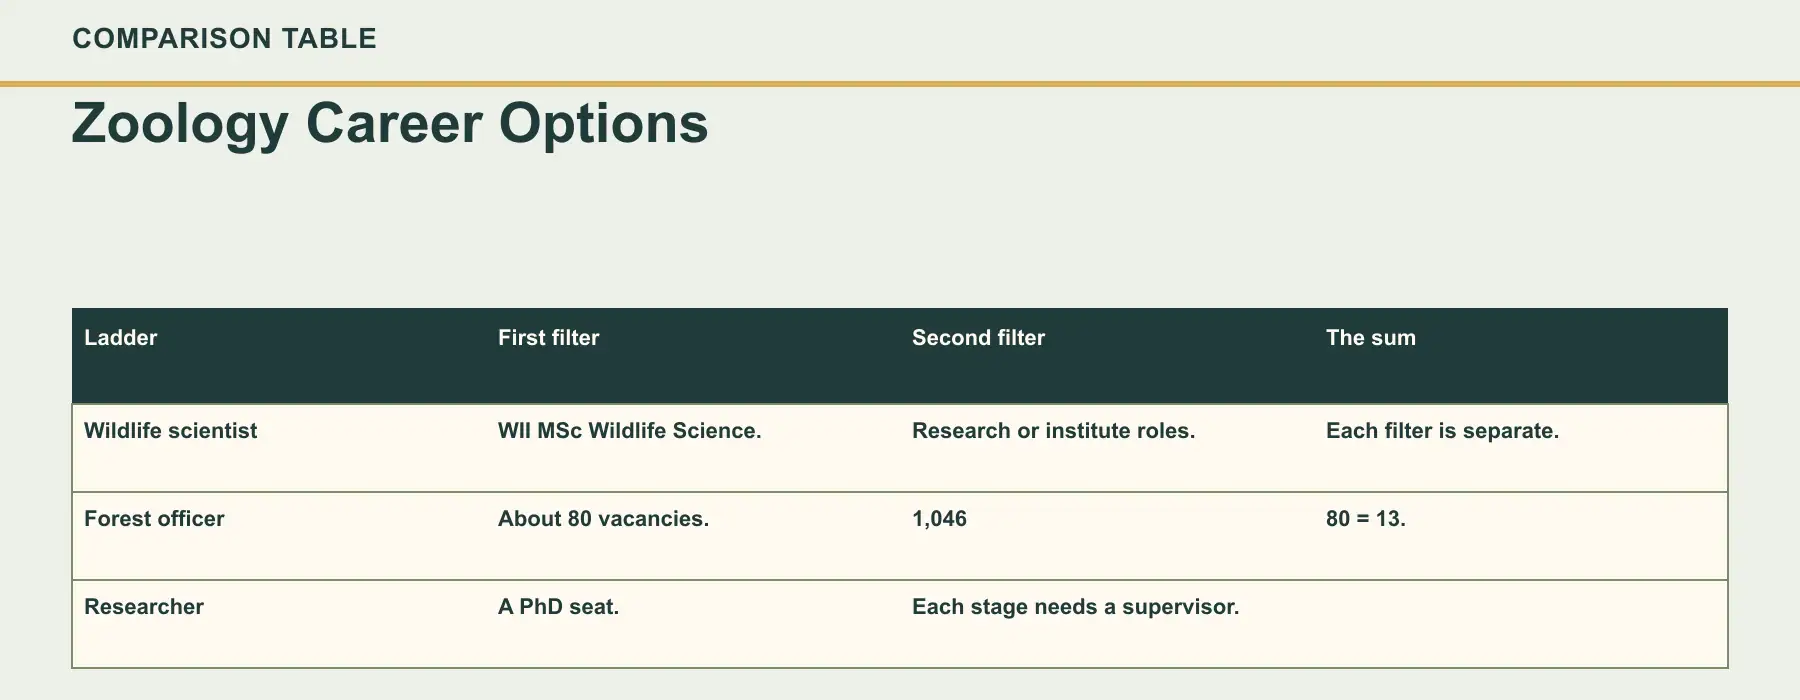 COMPARISON TABLE
Zoology Career Options
Ladder First filter Second filter The sum
Wildlife scientist WII MSc Wildlife Science. Research or institute roles. Each filter is separate.
Forest officer About 80 vacancies. 1,046 80 = 13.
Researcher A PhD seat. Each stage needs a supervisor.